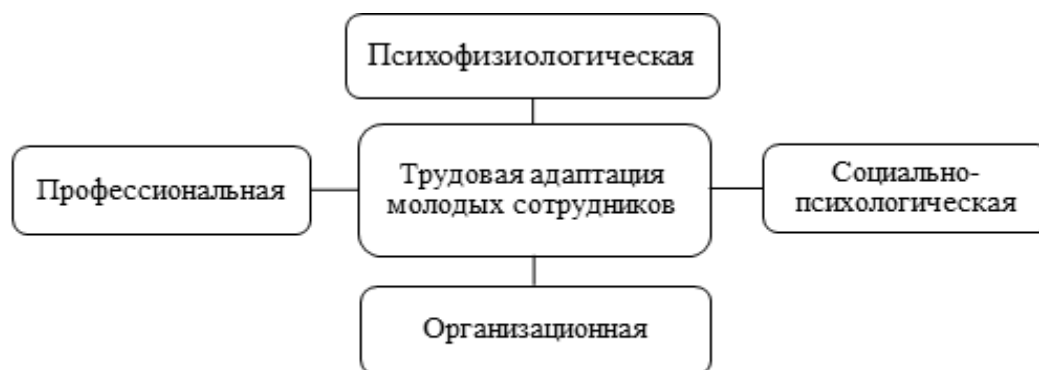 Психофизиологическая
Профессиональная
Трудовая адаптация
молодых сотрудников
Социально-
психологическая
Организационная